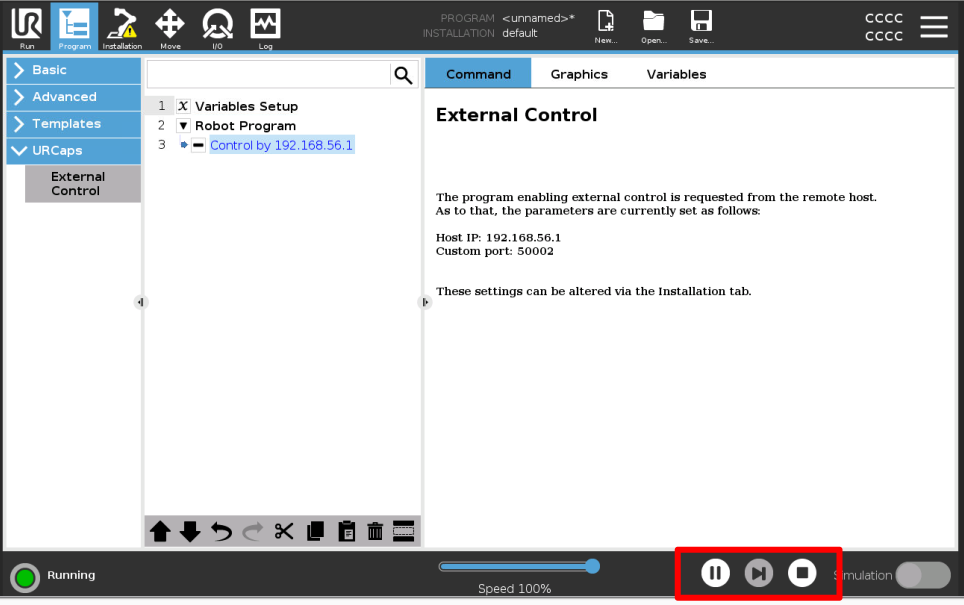 UR
Run
Program
Installation
Move
I/O
Log
PROGRAM <unnamed>*
INSTALLATION default
New...
Open...
Save...
CCCC
CCCC
Basic
Advanced
Templates
URCaps
External
Control
1 X Variables Setup
2 Robot Program
3 Control by 192.168.56.1
Command
Graphics
Variables
External Control
The program enabling external control is requested from the remote host.
As to that, the parameters are currently set as follows:
Host IP: 192.168.56.1
Custom port: 50002
These settings can be altered via the Installation tab.
Running
Speed 100%
Simulation